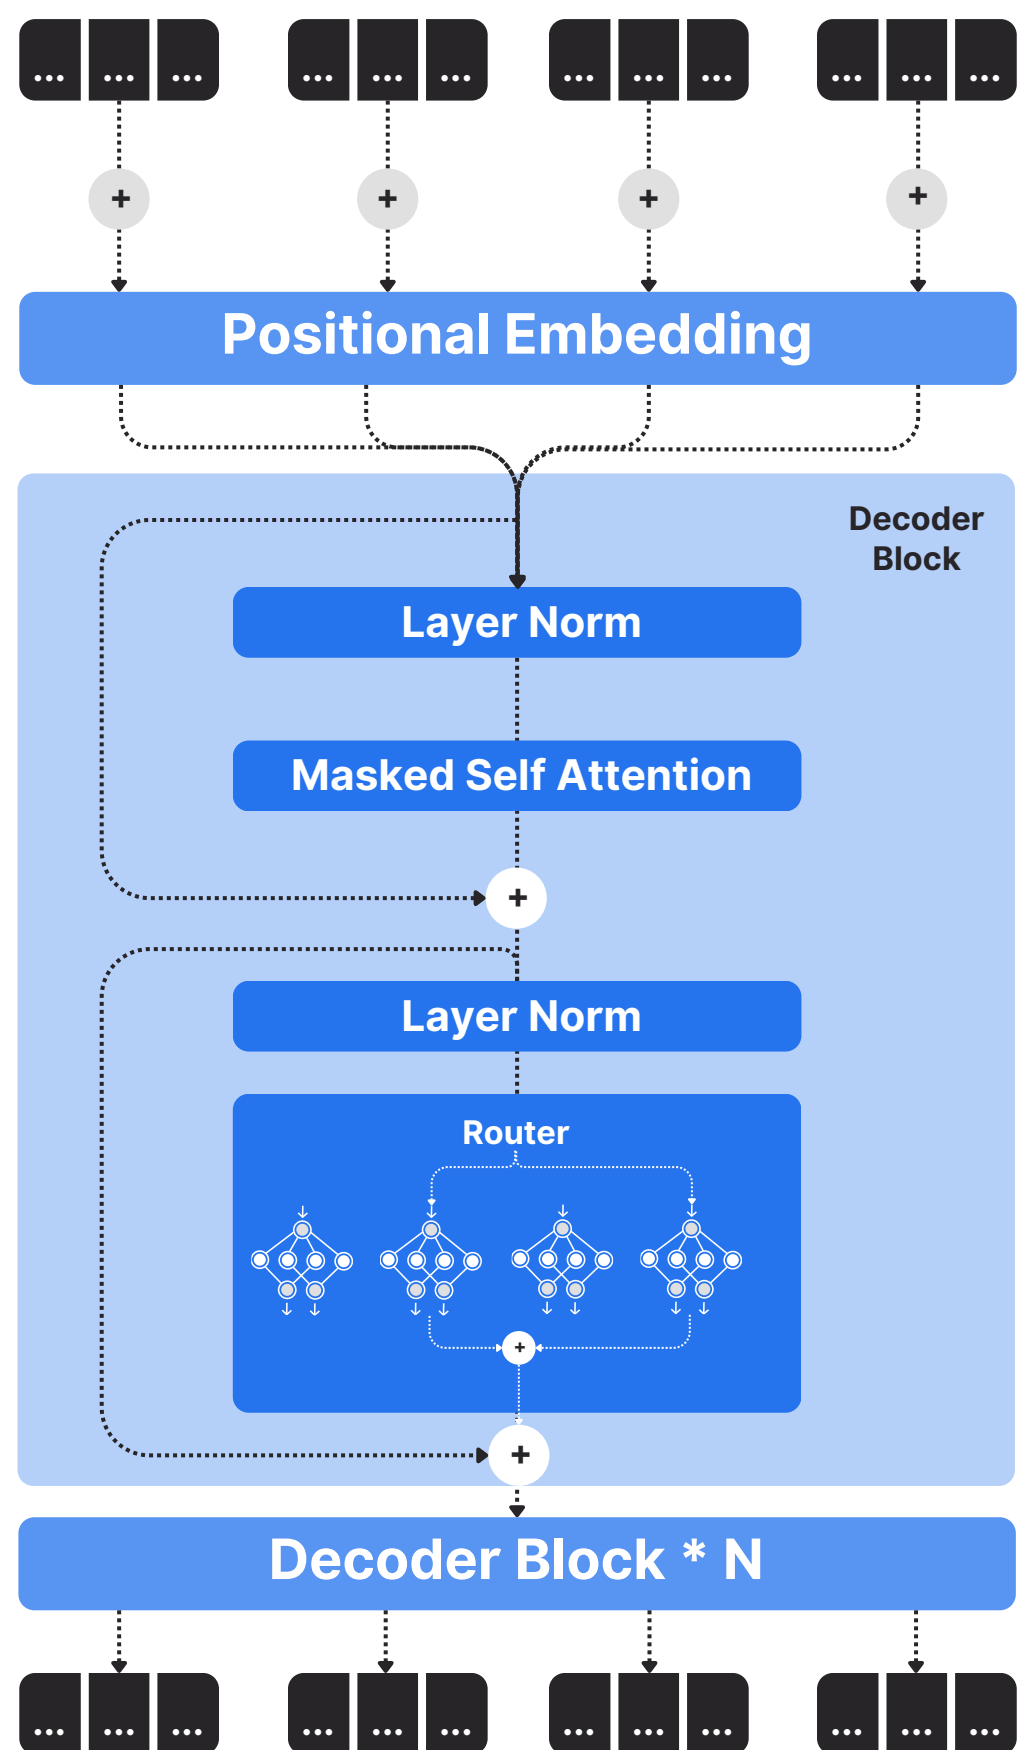 ... ... ... ... ... ... ... ... ... ... ... ...
+ + + +
Positional Embedding
Decoder
Block
Layer Norm
Masked Self Attention
+
Layer Norm
Router
+
+
Decoder Block * N
... ... ... ... ... ... ... ... ... ... ... ...